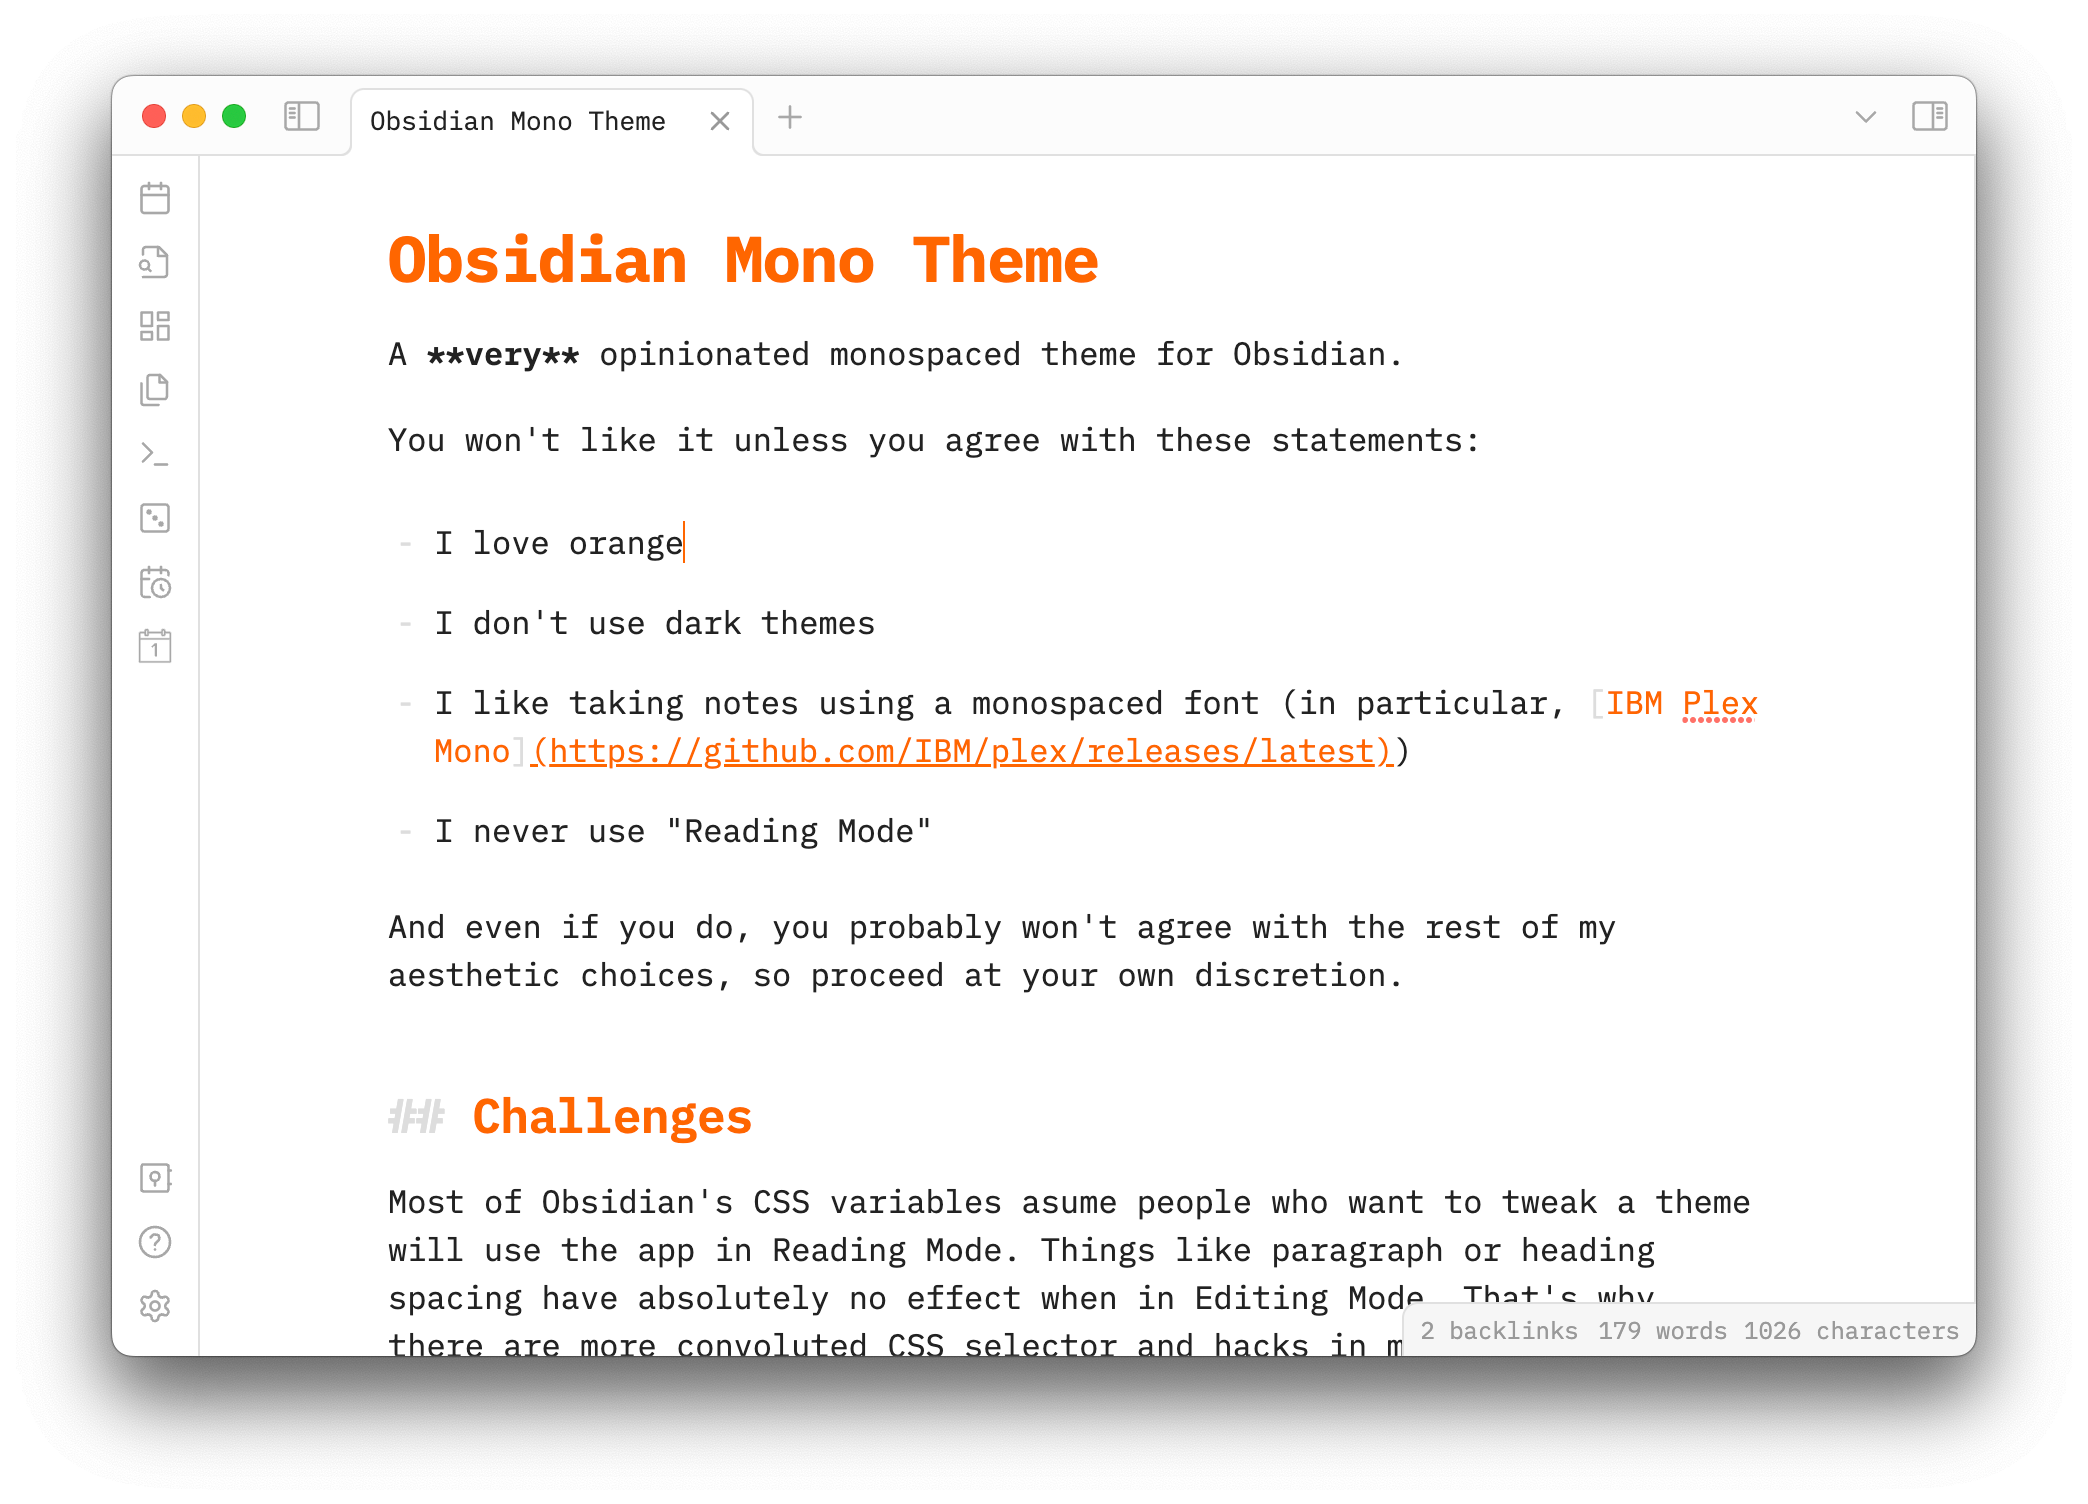 Obsidian Mono Theme
Obsidian Mono Theme
A **very** opinionated monospaced theme for Obsidian.
You won't like it unless you agree with these statements:
- I love orange
- I don't use dark themes
- I like taking notes using a monospaced font (in particular, [IBM Plex
Mono](https://github.com/IBM/plex/releases/latest))
- I never use "Reading Mode"
And even if you do, you probably won't agree with the rest of my
aesthetic choices, so proceed at your own discretion.
## Challenges
Most of Obsidian's CSS variables asume people who want to tweak a theme
will use the app in Reading Mode. Things like paragraph or heading
spacing have absolutely no effect when in Editing Mode. That's why
there are more convoluted CSS selector and hacks in
2 backlinks 179 words 1026 characters
1